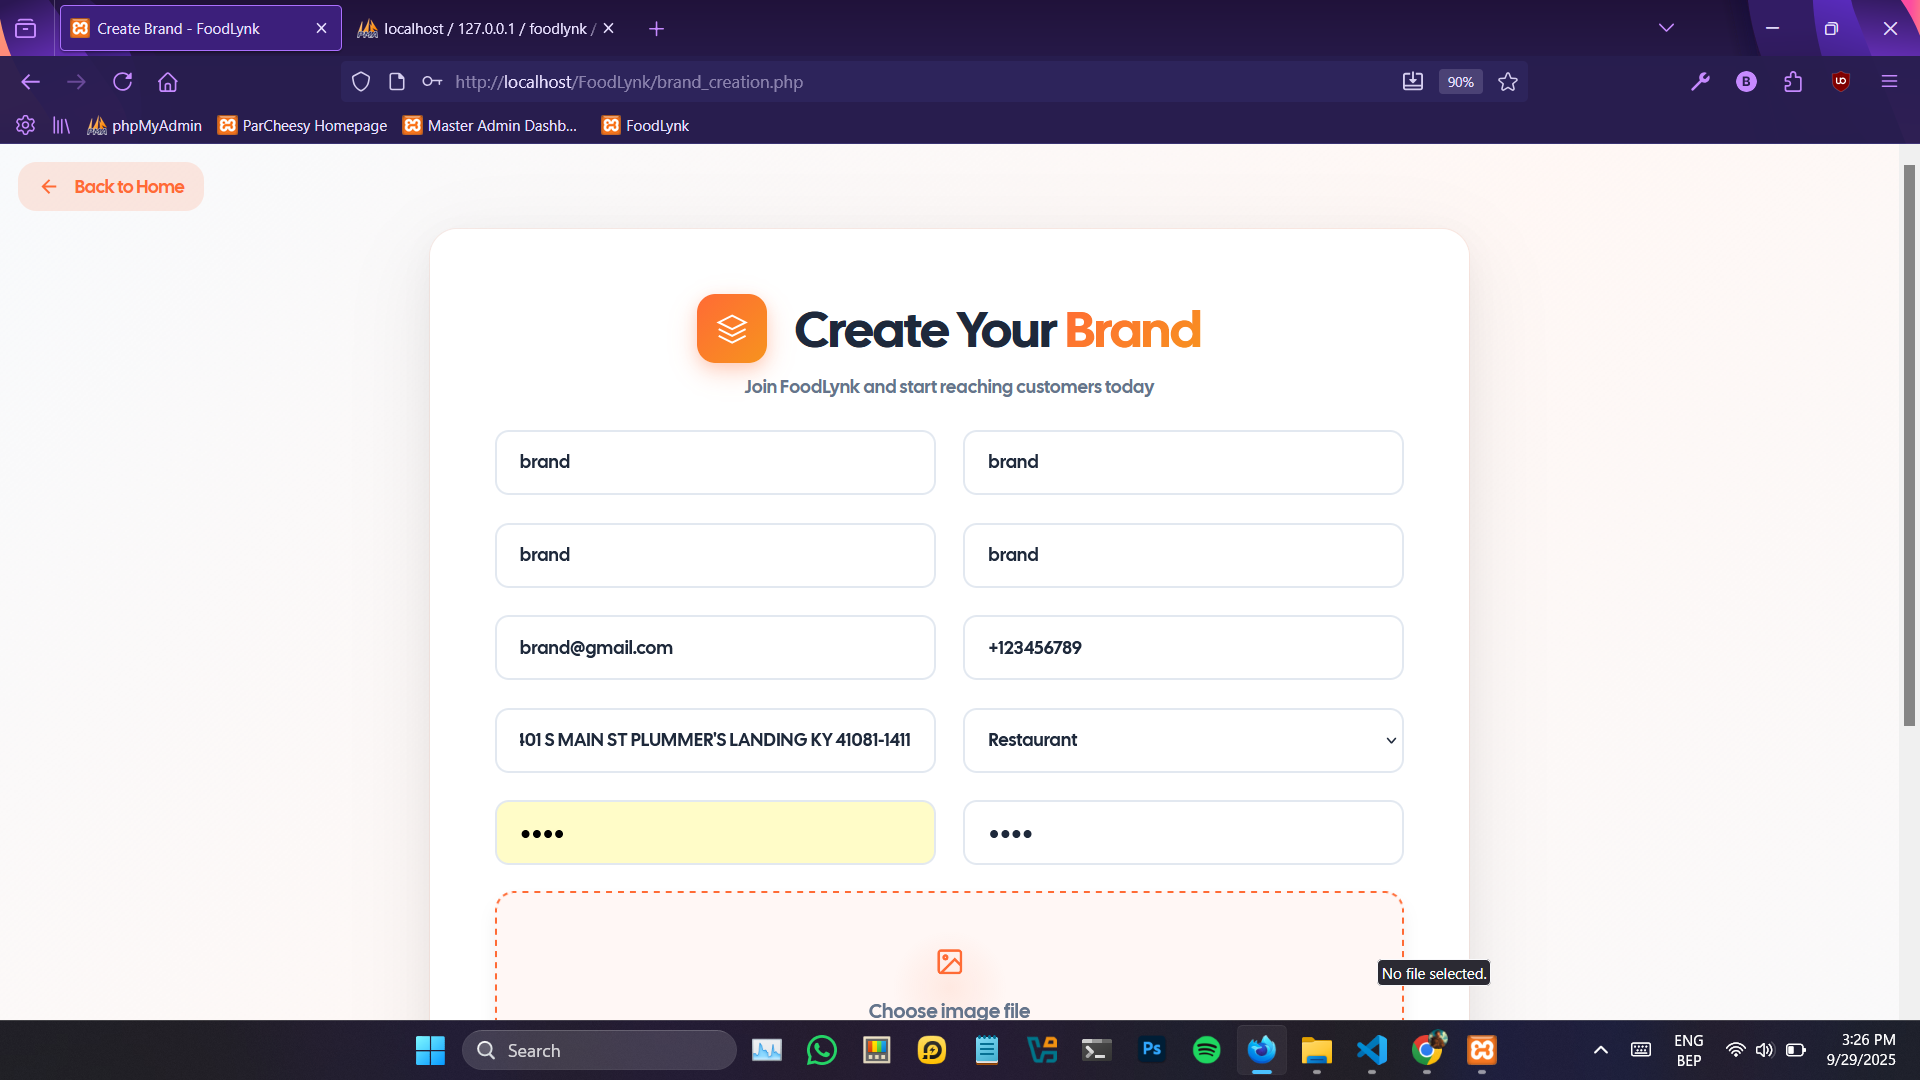 Create Brand - FoodLynk
localhost / 127.0.0.1 / foodlynk /
http://localhost/FoodLynk/brand_creation.php
90%
B
phpMyAdmin
ParCheesy Homepage
Master Admin Dashb...
FoodLynk
Back to Home
Create Your Brand
Join FoodLynk and start reaching customers today
brand
brand
brand
brand
brand@gmail.com
+123456789
401 S MAIN ST PLUMMER'S LANDING KY 41081-1411
Restaurant
No file selected.
Choose image file
Search
Ps
ENG
BEP
3:26 PM
9/29/2025